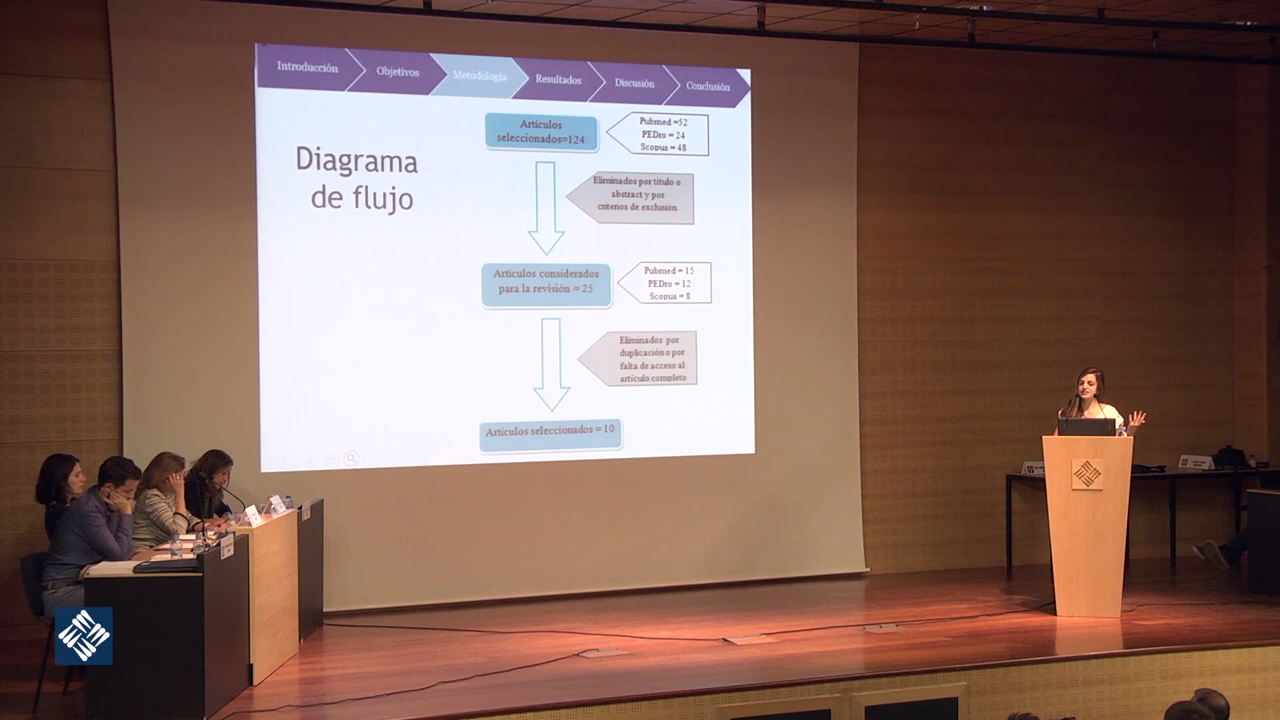 Introducción
Objetivos
Metodología
Resultados
Discusión
Conclusión
Diagrama
de flujo
Artículos
seleccionados=124
Pubmed =52
PEDro = 24
Scopus = 48
Eliminados por título o
abstract y por
criterios de exclusión
Artículos considerados
para la revisión = 25
Pubmed = 15
PEDro = 12
Scopus = 8
Eliminados por
duplicación o por
falta de acceso al
artículo completo
Artículos seleccionados = 10